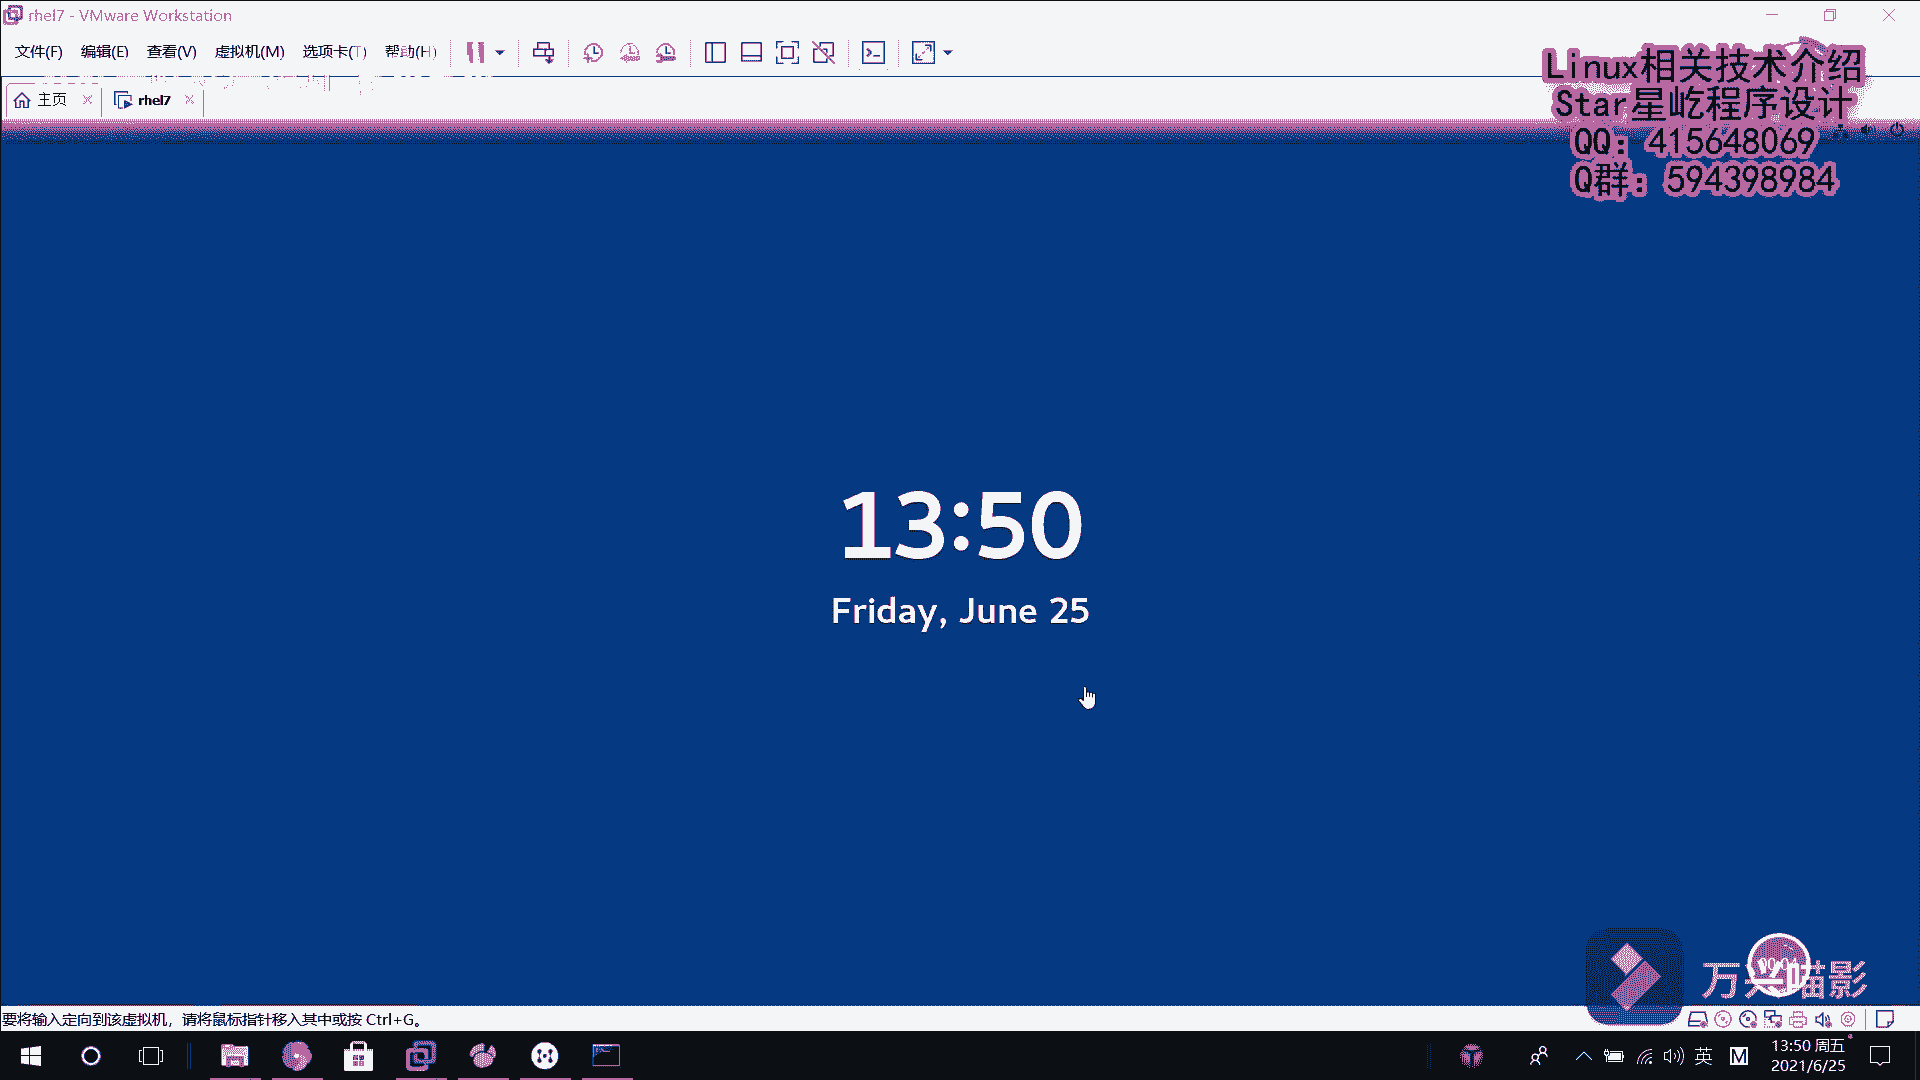 rhel7 - VMware Workstation
文件(F) 编辑(E) 查看(V) 虚拟机(M) 选项卡(T) 帮助(H)
主页 rhel7
Linux相关技术介绍
Star星屹程序设计
QQ：415648069
Q群：594398984
13:50
Friday, June 25
要将输入定向到该虚拟机，请将鼠标指针移入其中或按 Ctrl+G。
英 M
13:50 周五
2021/6/25